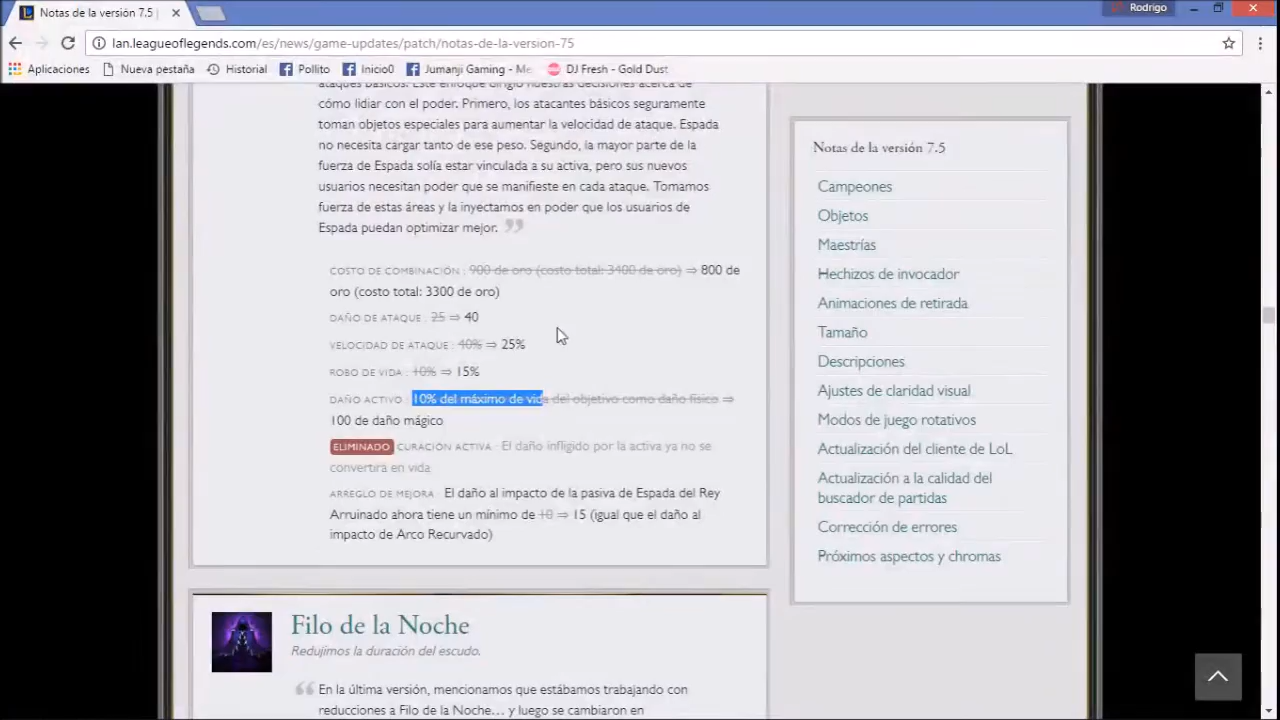 Notas de la versión 7.5
Rodrigo
lan.leagueoflegends.com/es/news/game-updates/patch/notas-de-la-version-75
Aplicaciones Nueva pestaña Historial Pollito Inicio0 Jumanji Gaming - Me DJ Fresh - Gold Dust
ataques básicos. Este enfoque dirigió nuestras decisiones acerca de
cómo lidiar con el poder. Primero, los atacantes básicos seguramente
toman objetos especiales para aumentar la velocidad de ataque. Espada
no necesita cargar tanto de ese peso. Segundo, la mayor parte de la
fuerza de Espada solía estar vinculada a su activa, pero sus nuevos
usuarios necesitan poder que se manifieste en cada ataque. Tomamos
fuerza de estas áreas y la inyectamos en poder que los usuarios de
Espada puedan optimizar mejor.
COSTO DE COMBINACIÓN : 900 de oro (costo total: 3400 de oro) ⇒ 800 de
oro (costo total: 3300 de oro)
DAÑO DE ATAQUE : 25 ⇒ 40
VELOCIDAD DE ATAQUE : 40% ⇒ 25%
ROBO DE VIDA : 10% ⇒ 15%
DAÑO ACTIVO : 10% del máximo de vida del objetivo como daño físico ⇒
100 de daño mágico
ELIMINADO CURACIÓN ACTIVA : El daño infligido por la activa ya no se
convertirá en vida
ARREGLO DE MEJORA : El daño al impacto de la pasiva de Espada del Rey
Arruinado ahora tiene un mínimo de 10 ⇒ 15 (igual que el daño al
impacto de Arco Recurvado)
Filo de la Noche
Redujimos la duración del escudo.
En la última versión, mencionamos que estábamos trabajando con
reducciones a Filo de la Noche… y luego se cambiaron en
Notas de la versión 7.5
Campeones
Objetos
Maestrías
Hechizos de invocador
Animaciones de retirada
Tamaño
Descripciones
Ajustes de claridad visual
Modos de juego rotativos
Actualización del cliente de LoL
Actualización a la calidad del
buscador de partidas
Corrección de errores
Próximos aspectos y chromas